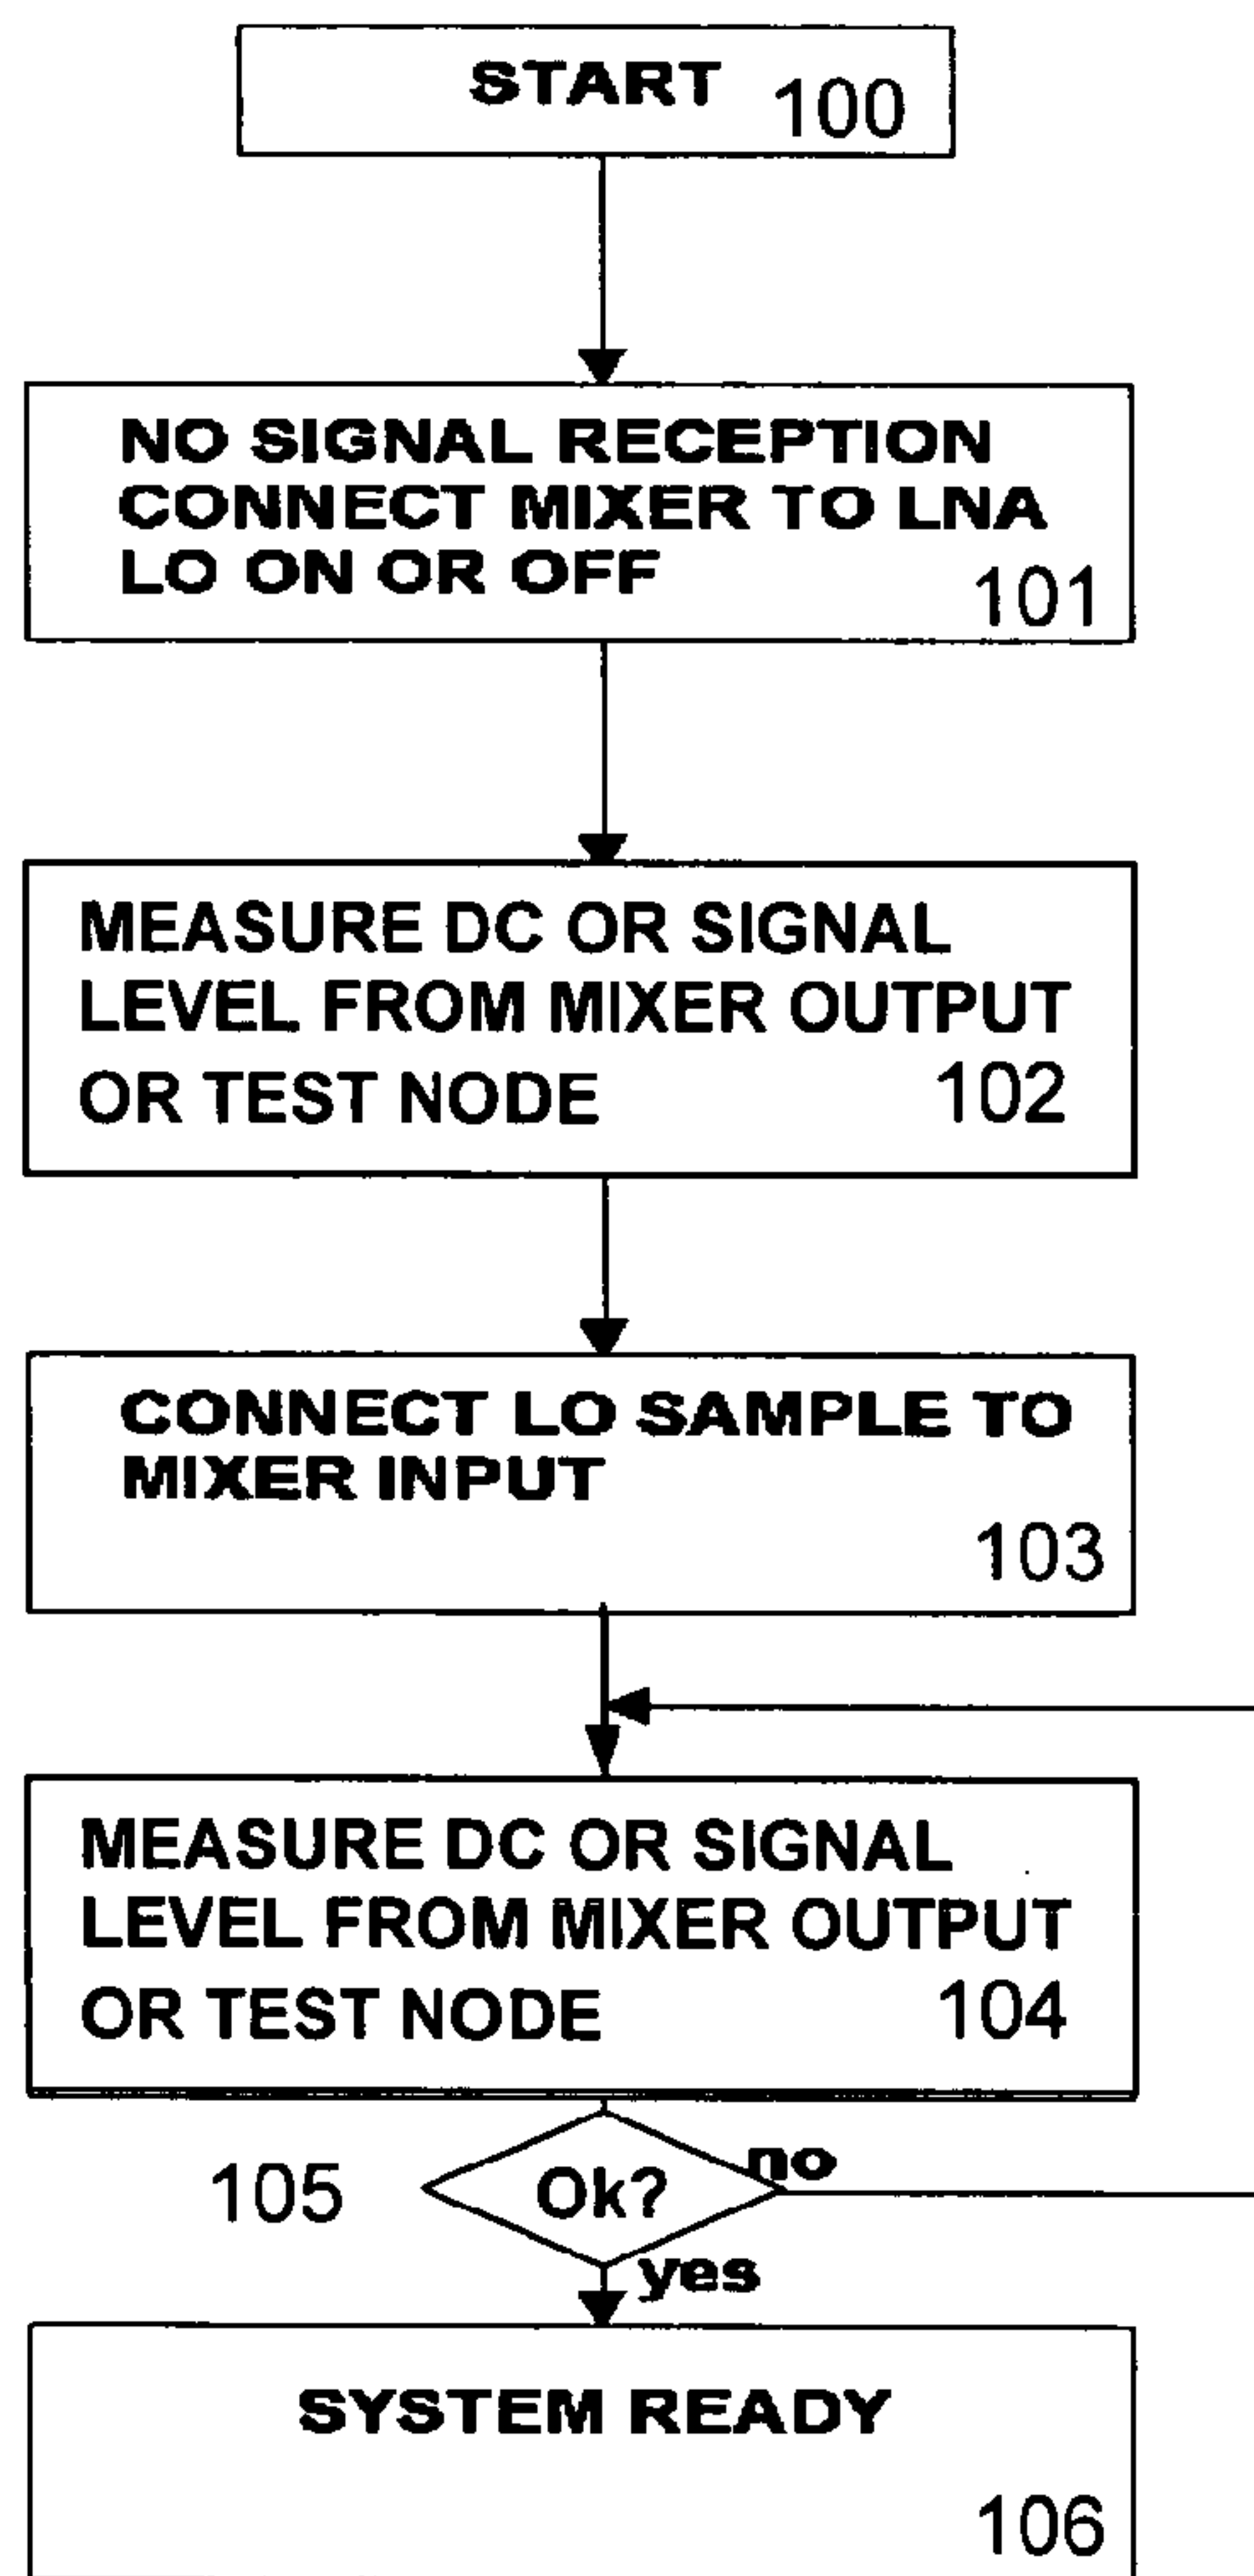 START 100
NO SIGNAL RECEPTION
CONNECT MIXER TO LNA
LO ON OR OFF
101
MEASURE DC OR SIGNAL
LEVEL FROM MIXER OUTPUT
OR TEST NODE 102
CONNECT LO SAMPLE TO
MIXER INPUT
103
MEASURE DC OR SIGNAL
LEVEL FROM MIXER OUTPUT
OR TEST NODE 104
no
105 Ok?
yes
SYSTEM READY
106